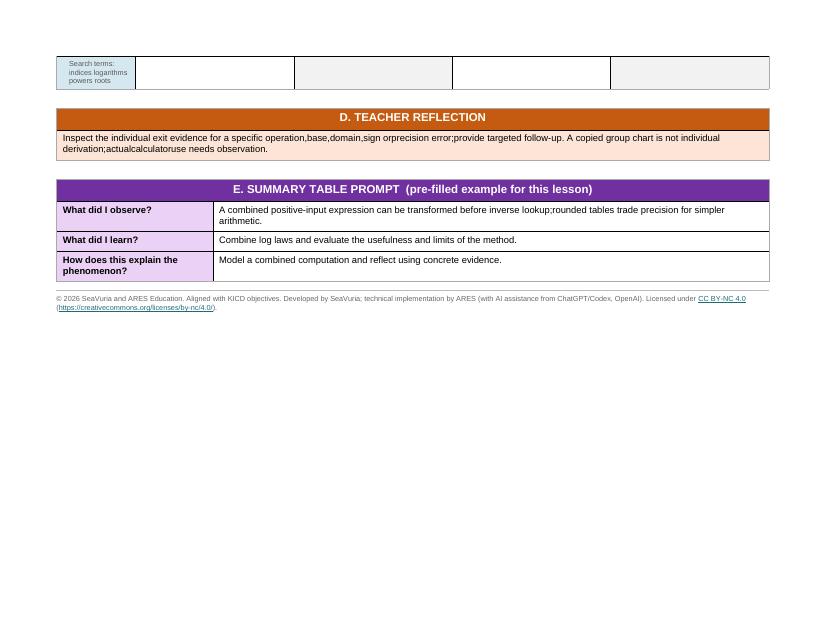 Search terms:
indices logarithms
powers roots
D. TEACHER REFLECTION
Inspect the individual exit evidence for a specific operation,base,domain,sign orprecision error;provide targeted follow-up. A copied group chart is not individual
derivation;actualcalculatoruse needs observation.
E. SUMMARY TABLE PROMPT  (pre-filled example for this lesson)
What did I observe?
A combined positive-input expression can be transformed before inverse lookup;rounded tables trade precision for simpler
arithmetic.
What did I learn?
Combine log laws and evaluate the usefulness and limits of the method.
How does this explain the
phenomenon?
Model a combined computation and reflect using concrete evidence.
© 2026 SeaVuria and ARES Education. Aligned with KICD objectives. Developed by SeaVuria; technical implementation by ARES (with AI assistance from ChatGPT/Codex, OpenAI). Licensed under CC BY-NC 4.0
(https://creativecommons.org/licenses/by-nc/4.0/).